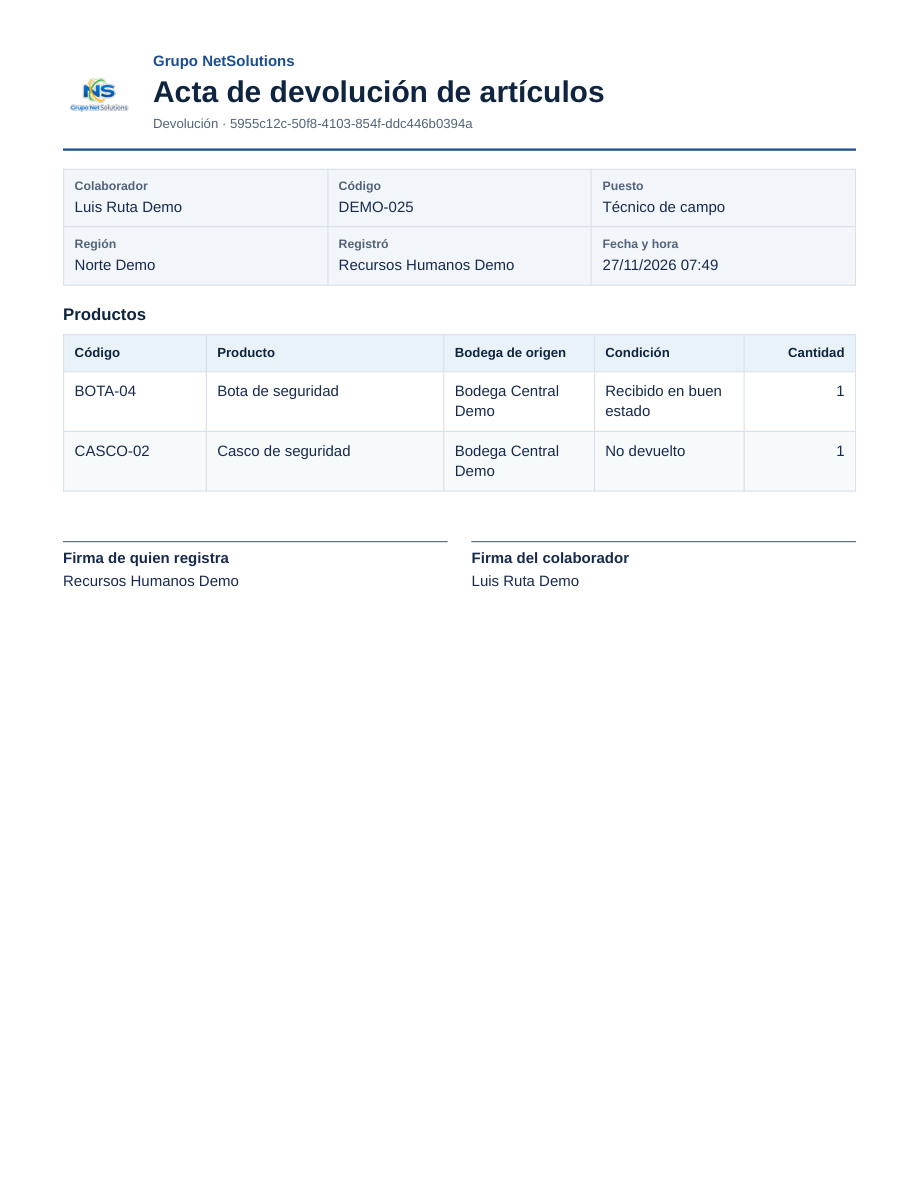 Grupo NetSolutions
Acta de devolución de artículos
Devolución · 5955c12c-50f8-4103-854f-ddc446b0394a
NS
Grupo NetSolutions
Colaborador Código Puesto
Luis Ruta Demo DEMO-025 Técnico de campo
Región Registró Fecha y hora
Norte Demo Recursos Humanos Demo 27/11/2026 07:49
Productos
Código Producto Bodega de origen Condición Cantidad
BOTA-04 Bota de seguridad Bodega Central Recibido en buen 1
Demo estado
CASCO-02 Casco de seguridad Bodega Central No devuelto 1
Demo
Firma de quien registra Firma del colaborador
Recursos Humanos Demo Luis Ruta Demo